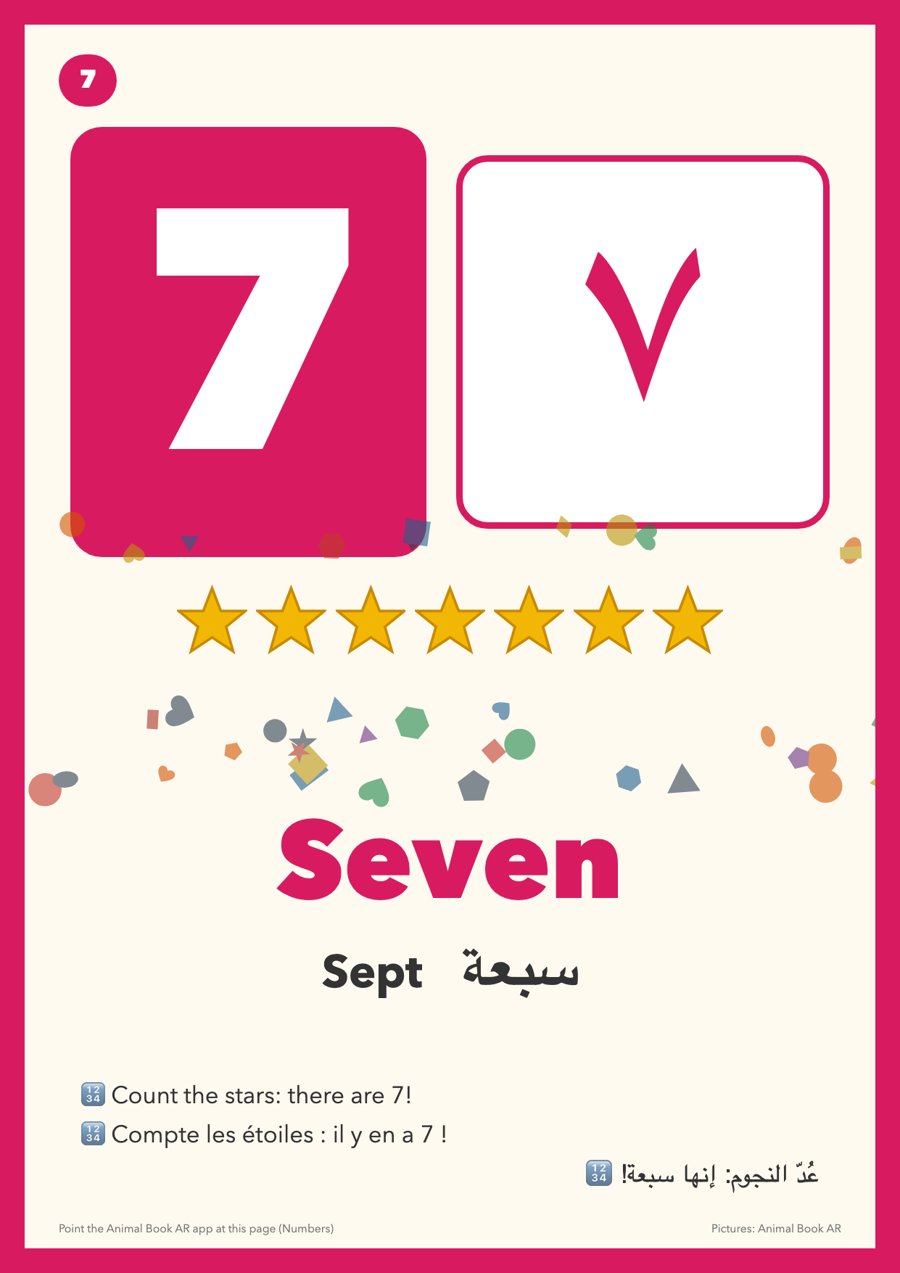 7
7 ٧
Seven
Sept سبعة
🔢 Count the stars: there are 7!
🔢 Compte les étoiles : il y en a 7 !
🔢 عُدّ النجوم: إنها سبعة!
Point the Animal Book AR app at this page (Numbers)
Pictures: Animal Book AR